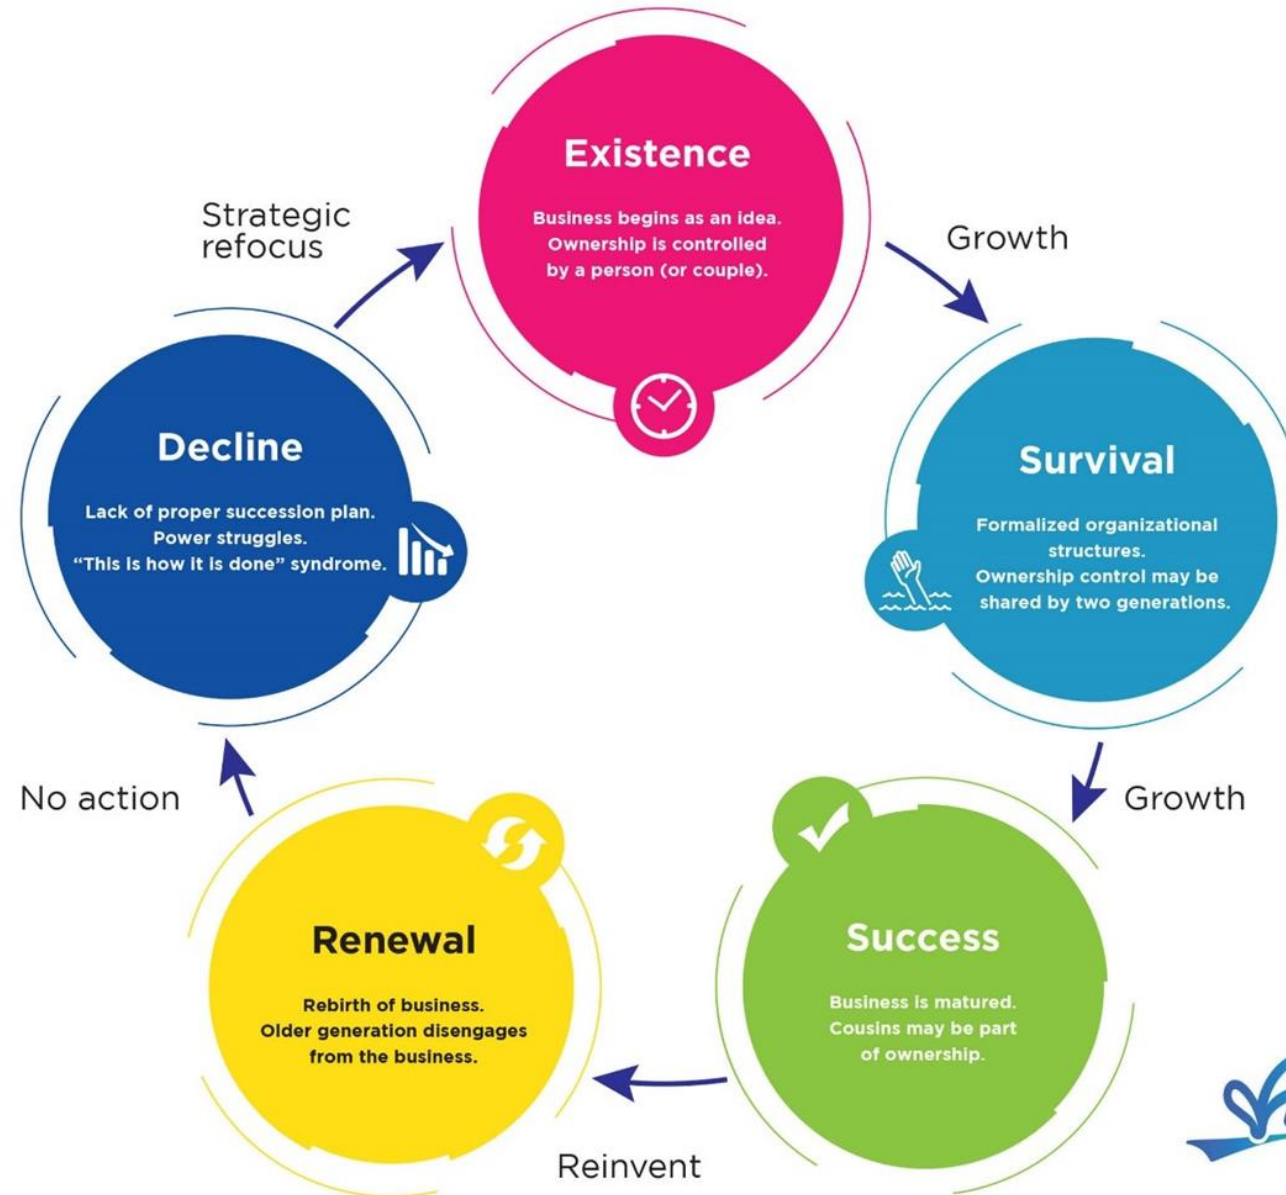 Existence
Business begins as an idea.
Ownership is controlled
by a person (or couple).
Growth
Survival
Formalized organizational
structures.
Ownership control may be
shared by two generations.
Growth
Success
Business is matured.
Cousins may be part
of ownership.
Reinvent
Renewal
Rebirth of business.
Older generation disengages
from the business.
No action
Decline
Lack of proper succession plan.
Power struggles.
“This is how it is done” syndrome.
Strategic
refocus